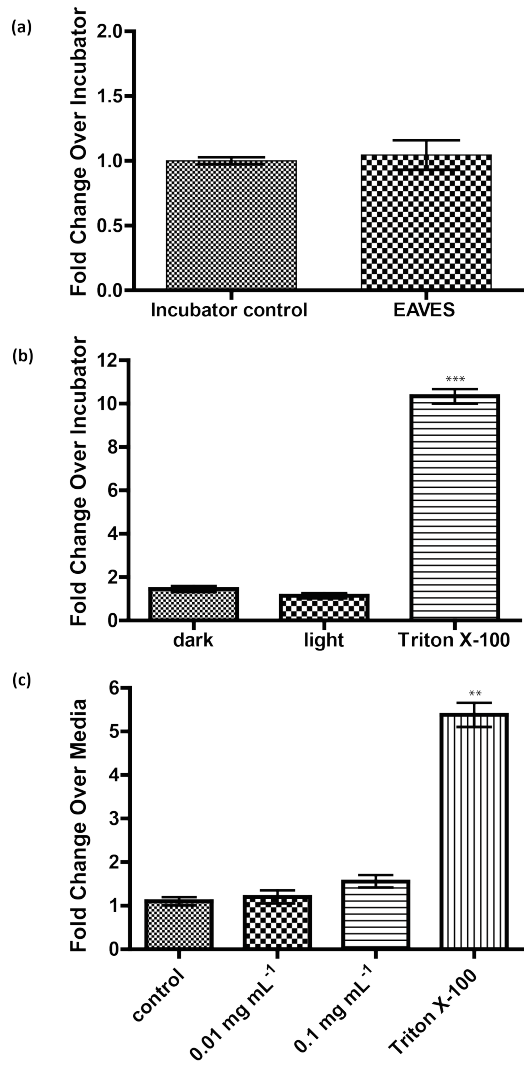 (a)
Fold Change Over Incubator
2.0
1.5
1.0
0.5
0.0
Incubator control
EAVES
(b)
Fold Change Over Incubator
12
10
8
6
4
2
0
***
dark
light
Triton X-100
(c)
Fold Change Over Media
6
5
4
3
2
1
0
**
control
0.01 mg mL⁻¹
0.1 mg mL⁻¹
Triton X-100